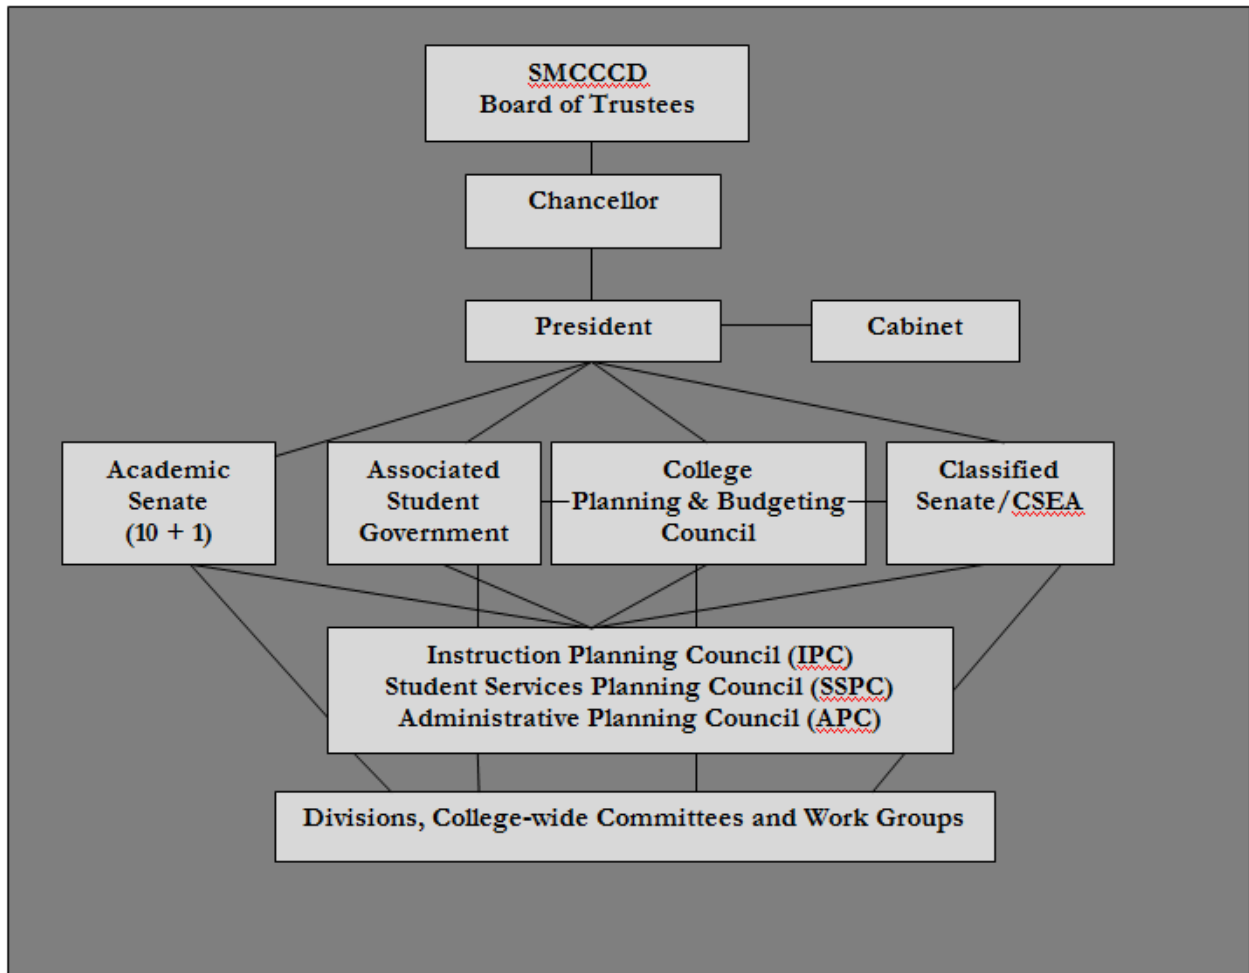 SMCCCD
Board of Trustees
Chancellor
President
Cabinet
Academic
Senate
(10 + 1)
Associated
Student
Government
College
Planning & Budgeting
Council
Classified
Senate/CSEA
Instruction Planning Council (IPC)
Student Services Planning Council (SSPC)
Administrative Planning Council (APC)
Divisions, College-wide Committees and Work Groups